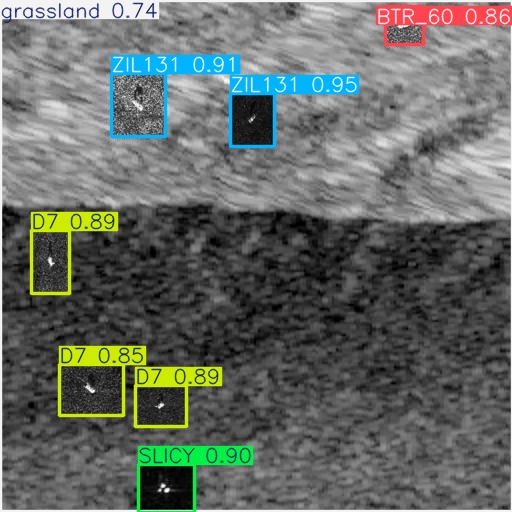 grassland 0.74
BTR_60 0.86
ZIL131 0.91
ZIL131 0.95
D7 0.89
D7 0.85
D7 0.89
SLICY 0.90